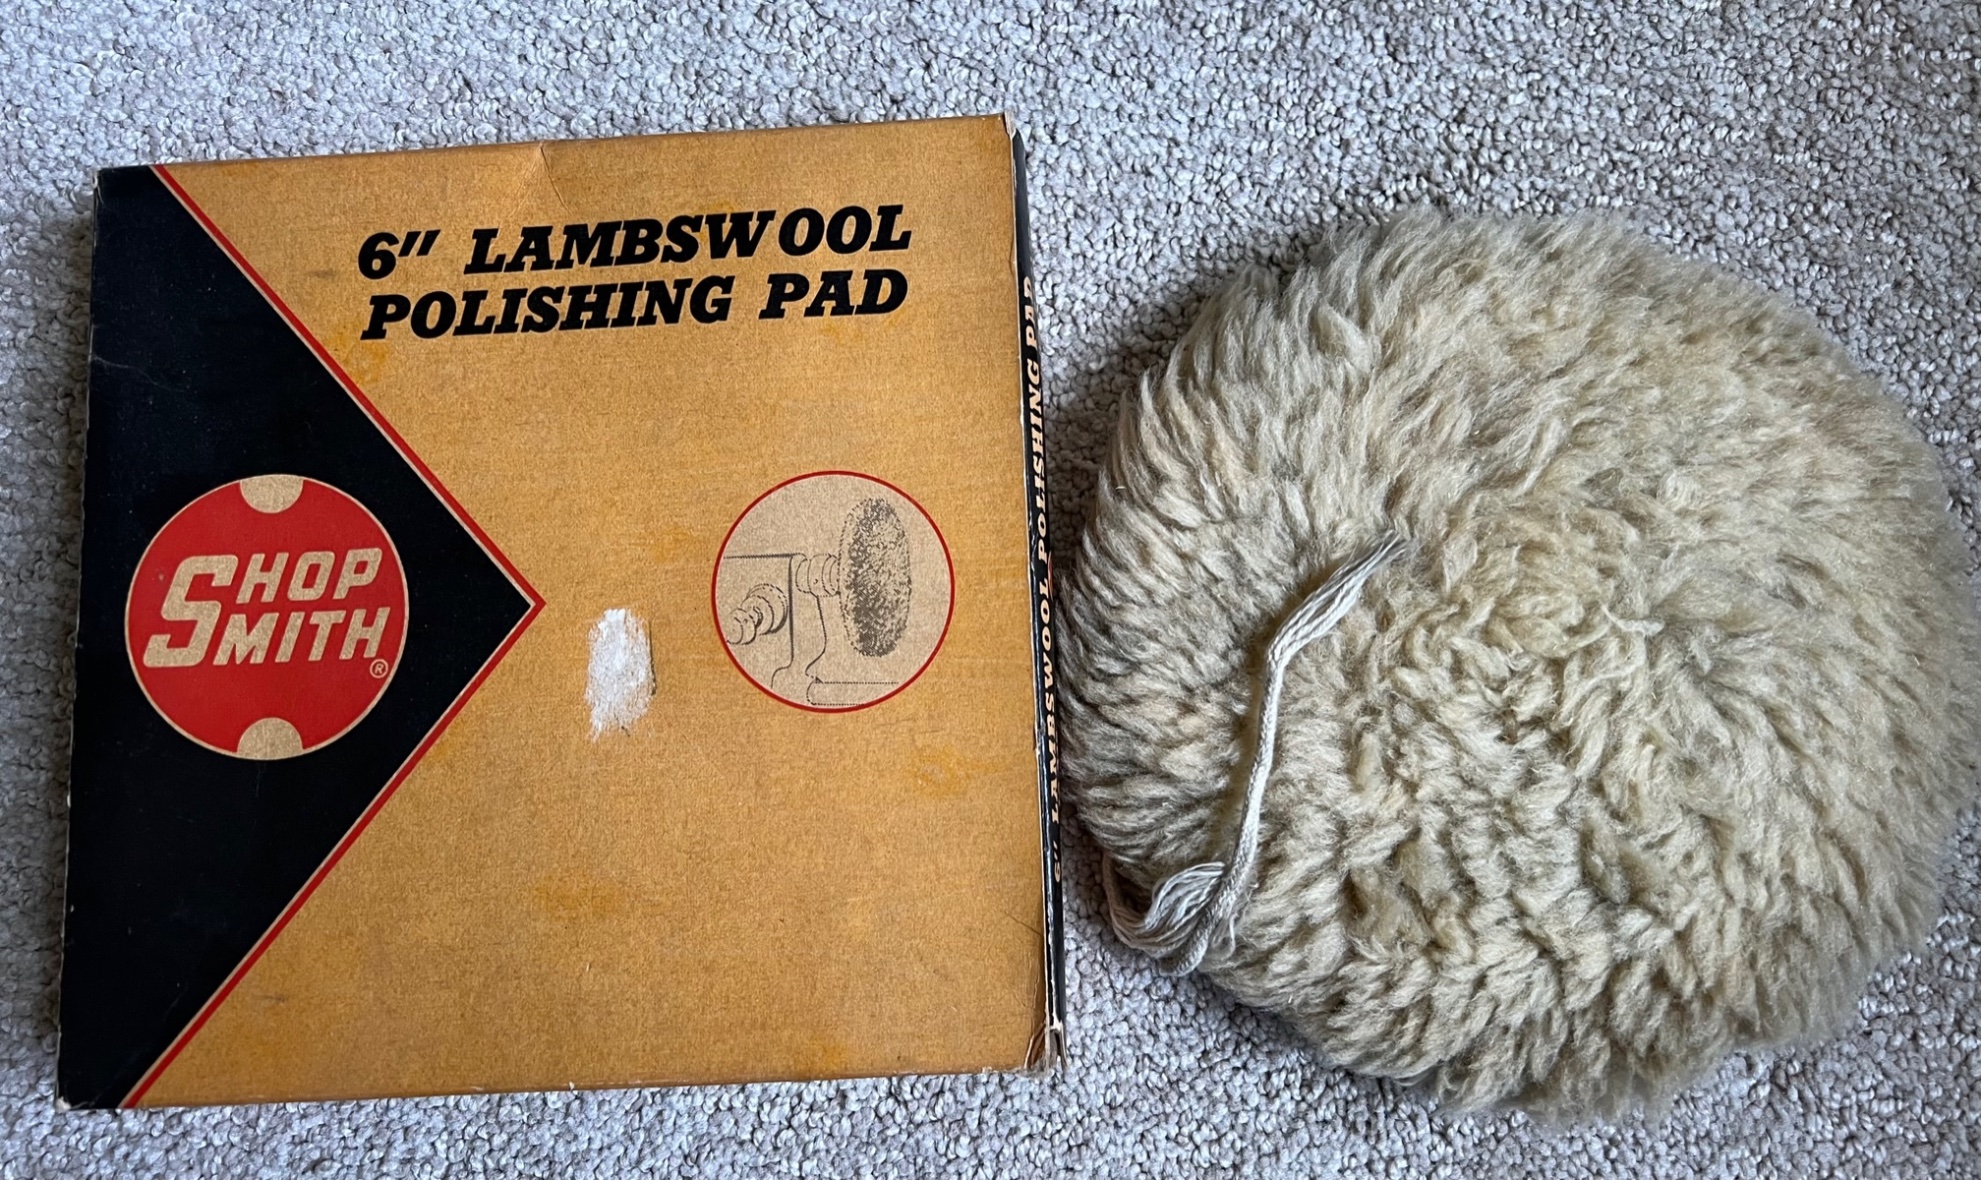 6" LAMBSWOOL
POLISHING PAD
SHOP
SMITH
®
6" LAMBSWOOL POLISHING PAD